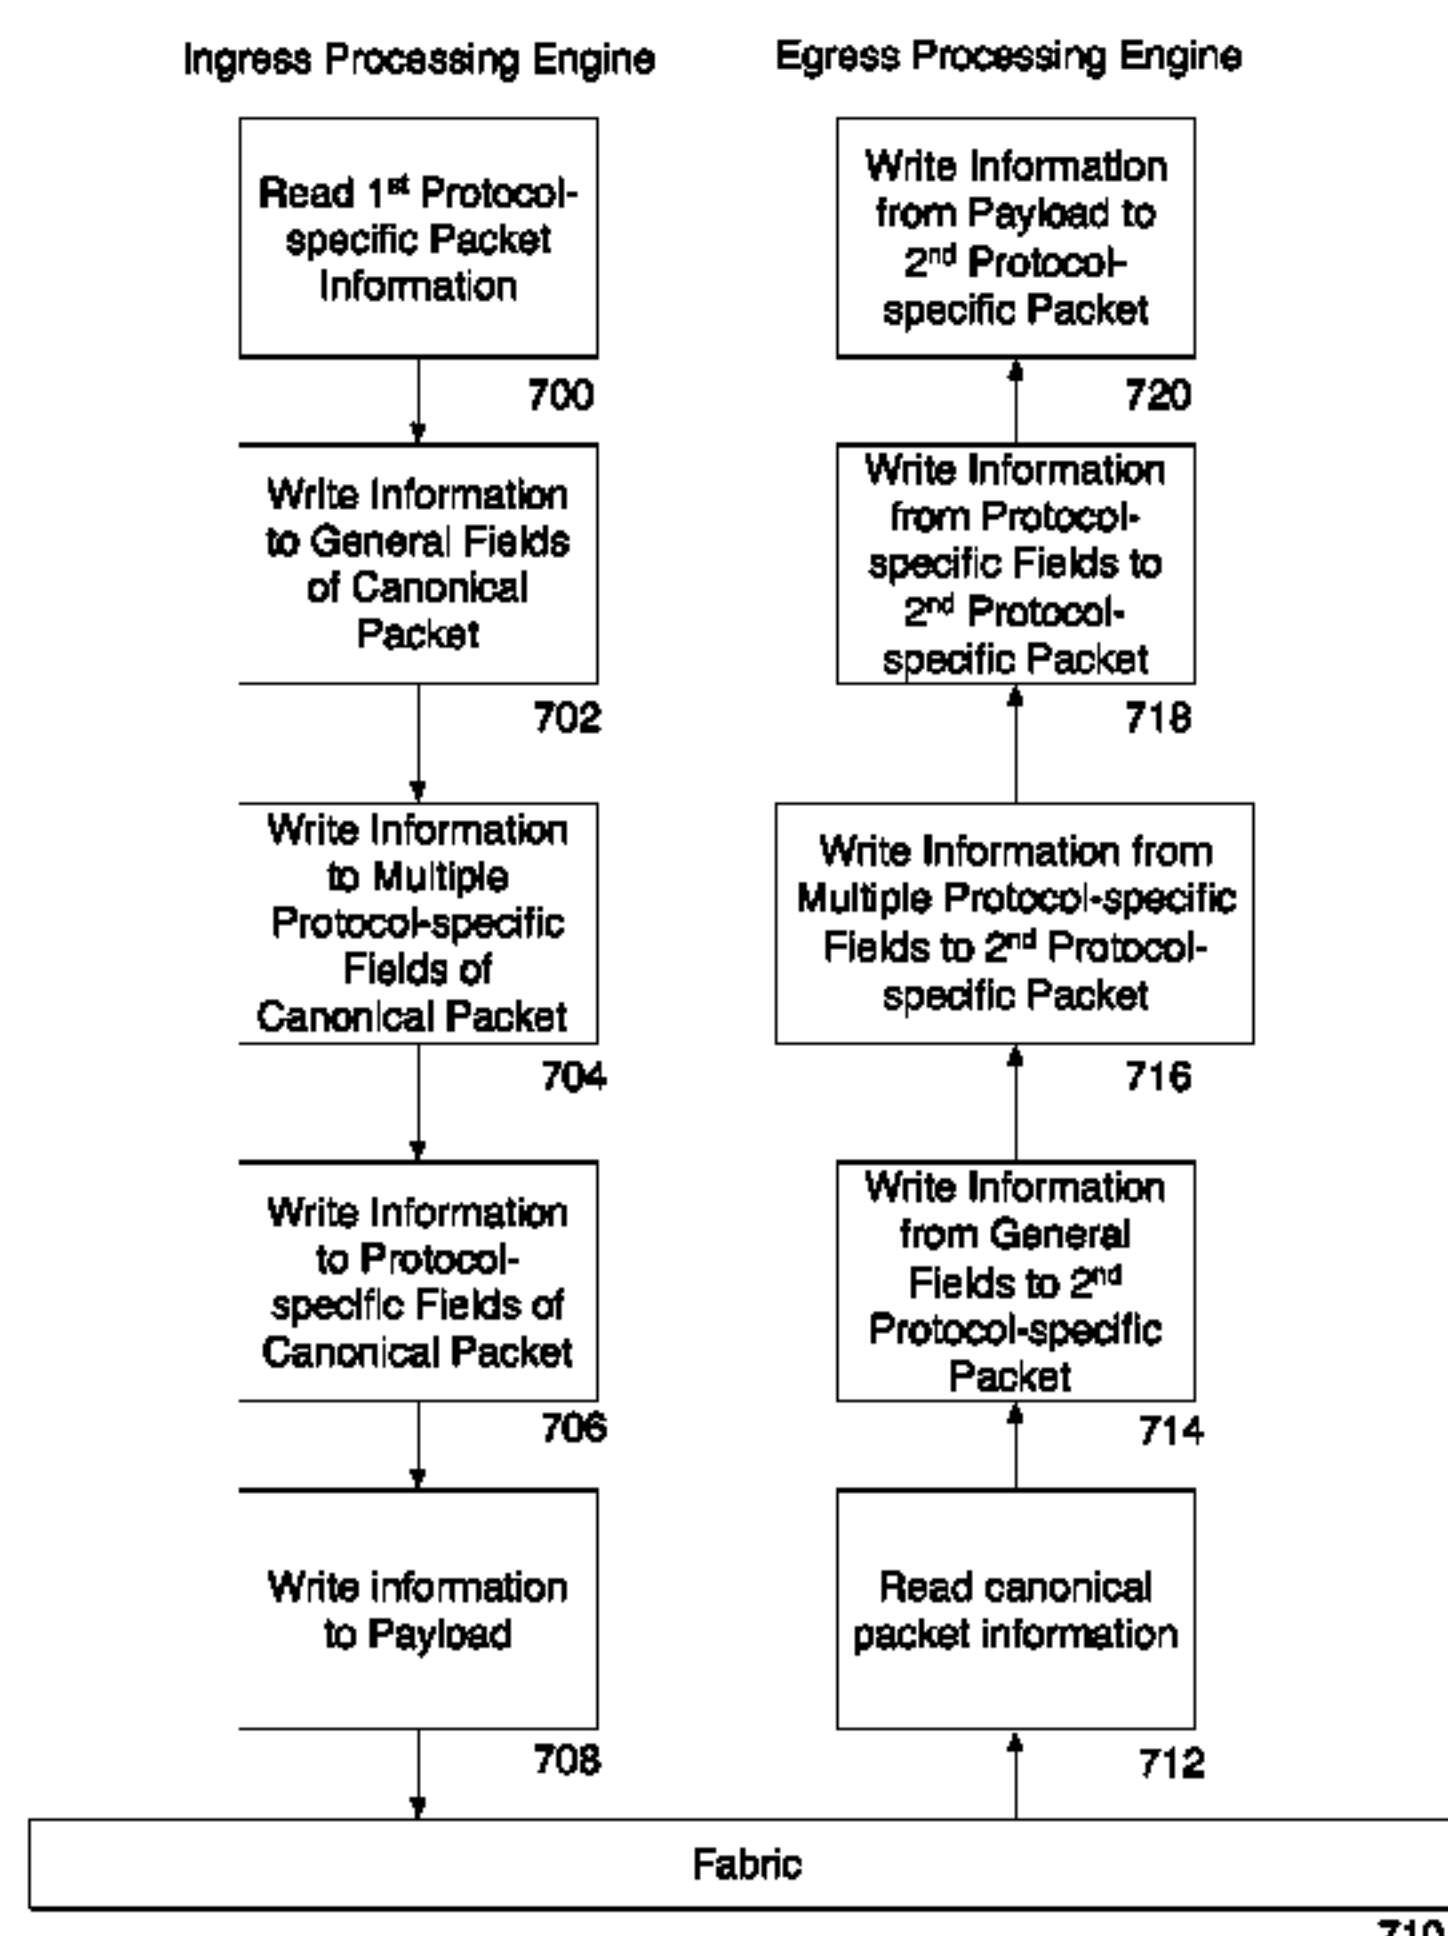 Ingress Processing Engine
Read 1st Protocol-
specific Packet
Information
700
Write Information
to General Fields
of Canonical
Packet
702
Write Information
to Multiple
Protocol-specific
Fields of
Canonical Packet
704
Write Information
to Protocol-
specific Fields of
Canonical Packet
706
Write information
to Payload
708
Egress Processing Engine
Write Information
from Payload to
2nd Protocol-
specific Packet
720
Write Information
from Protocol-
specific Fields to
2nd Protocol-
specific Packet
718
Write Information from
Multiple Protocol-specific
Fields to 2nd Protocol-
specific Packet
716
Write Information
from General
Fields to 2nd
Protocol-specific
Packet
714
Read canonical
packet information
712
Fabric
710